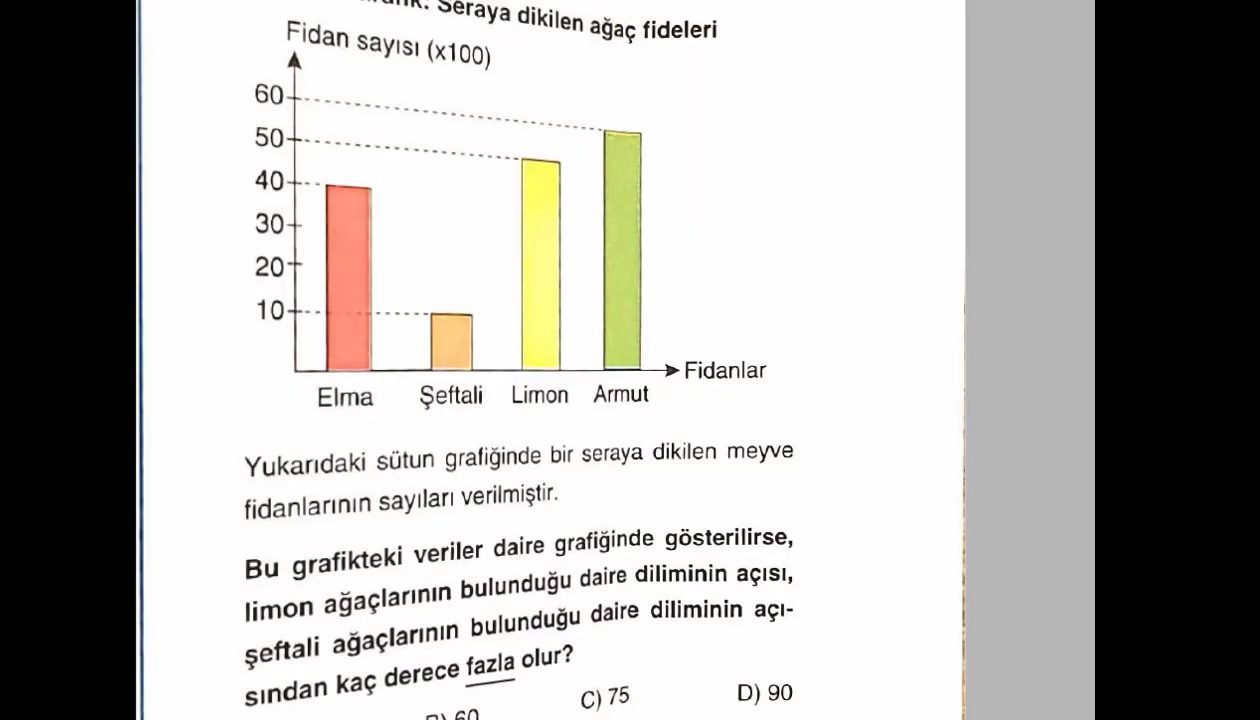 Seraya dikilen ağaç fideleri
Fidan sayısı (x100)
60
50
40
30
20
10
Fidanlar
Elma Şeftali Limon Armut
Yukarıdaki sütun grafiğinde bir seraya dikilen meyve
fidanlarının sayıları verilmiştir.
Bu grafikteki veriler daire grafiğinde gösterilirse,
limon ağaçlarının bulunduğu daire diliminin açısı,
şeftali ağaçlarının bulunduğu daire diliminin açı-
sından kaç derece fazla olur?
B) 60 C) 75 D) 90